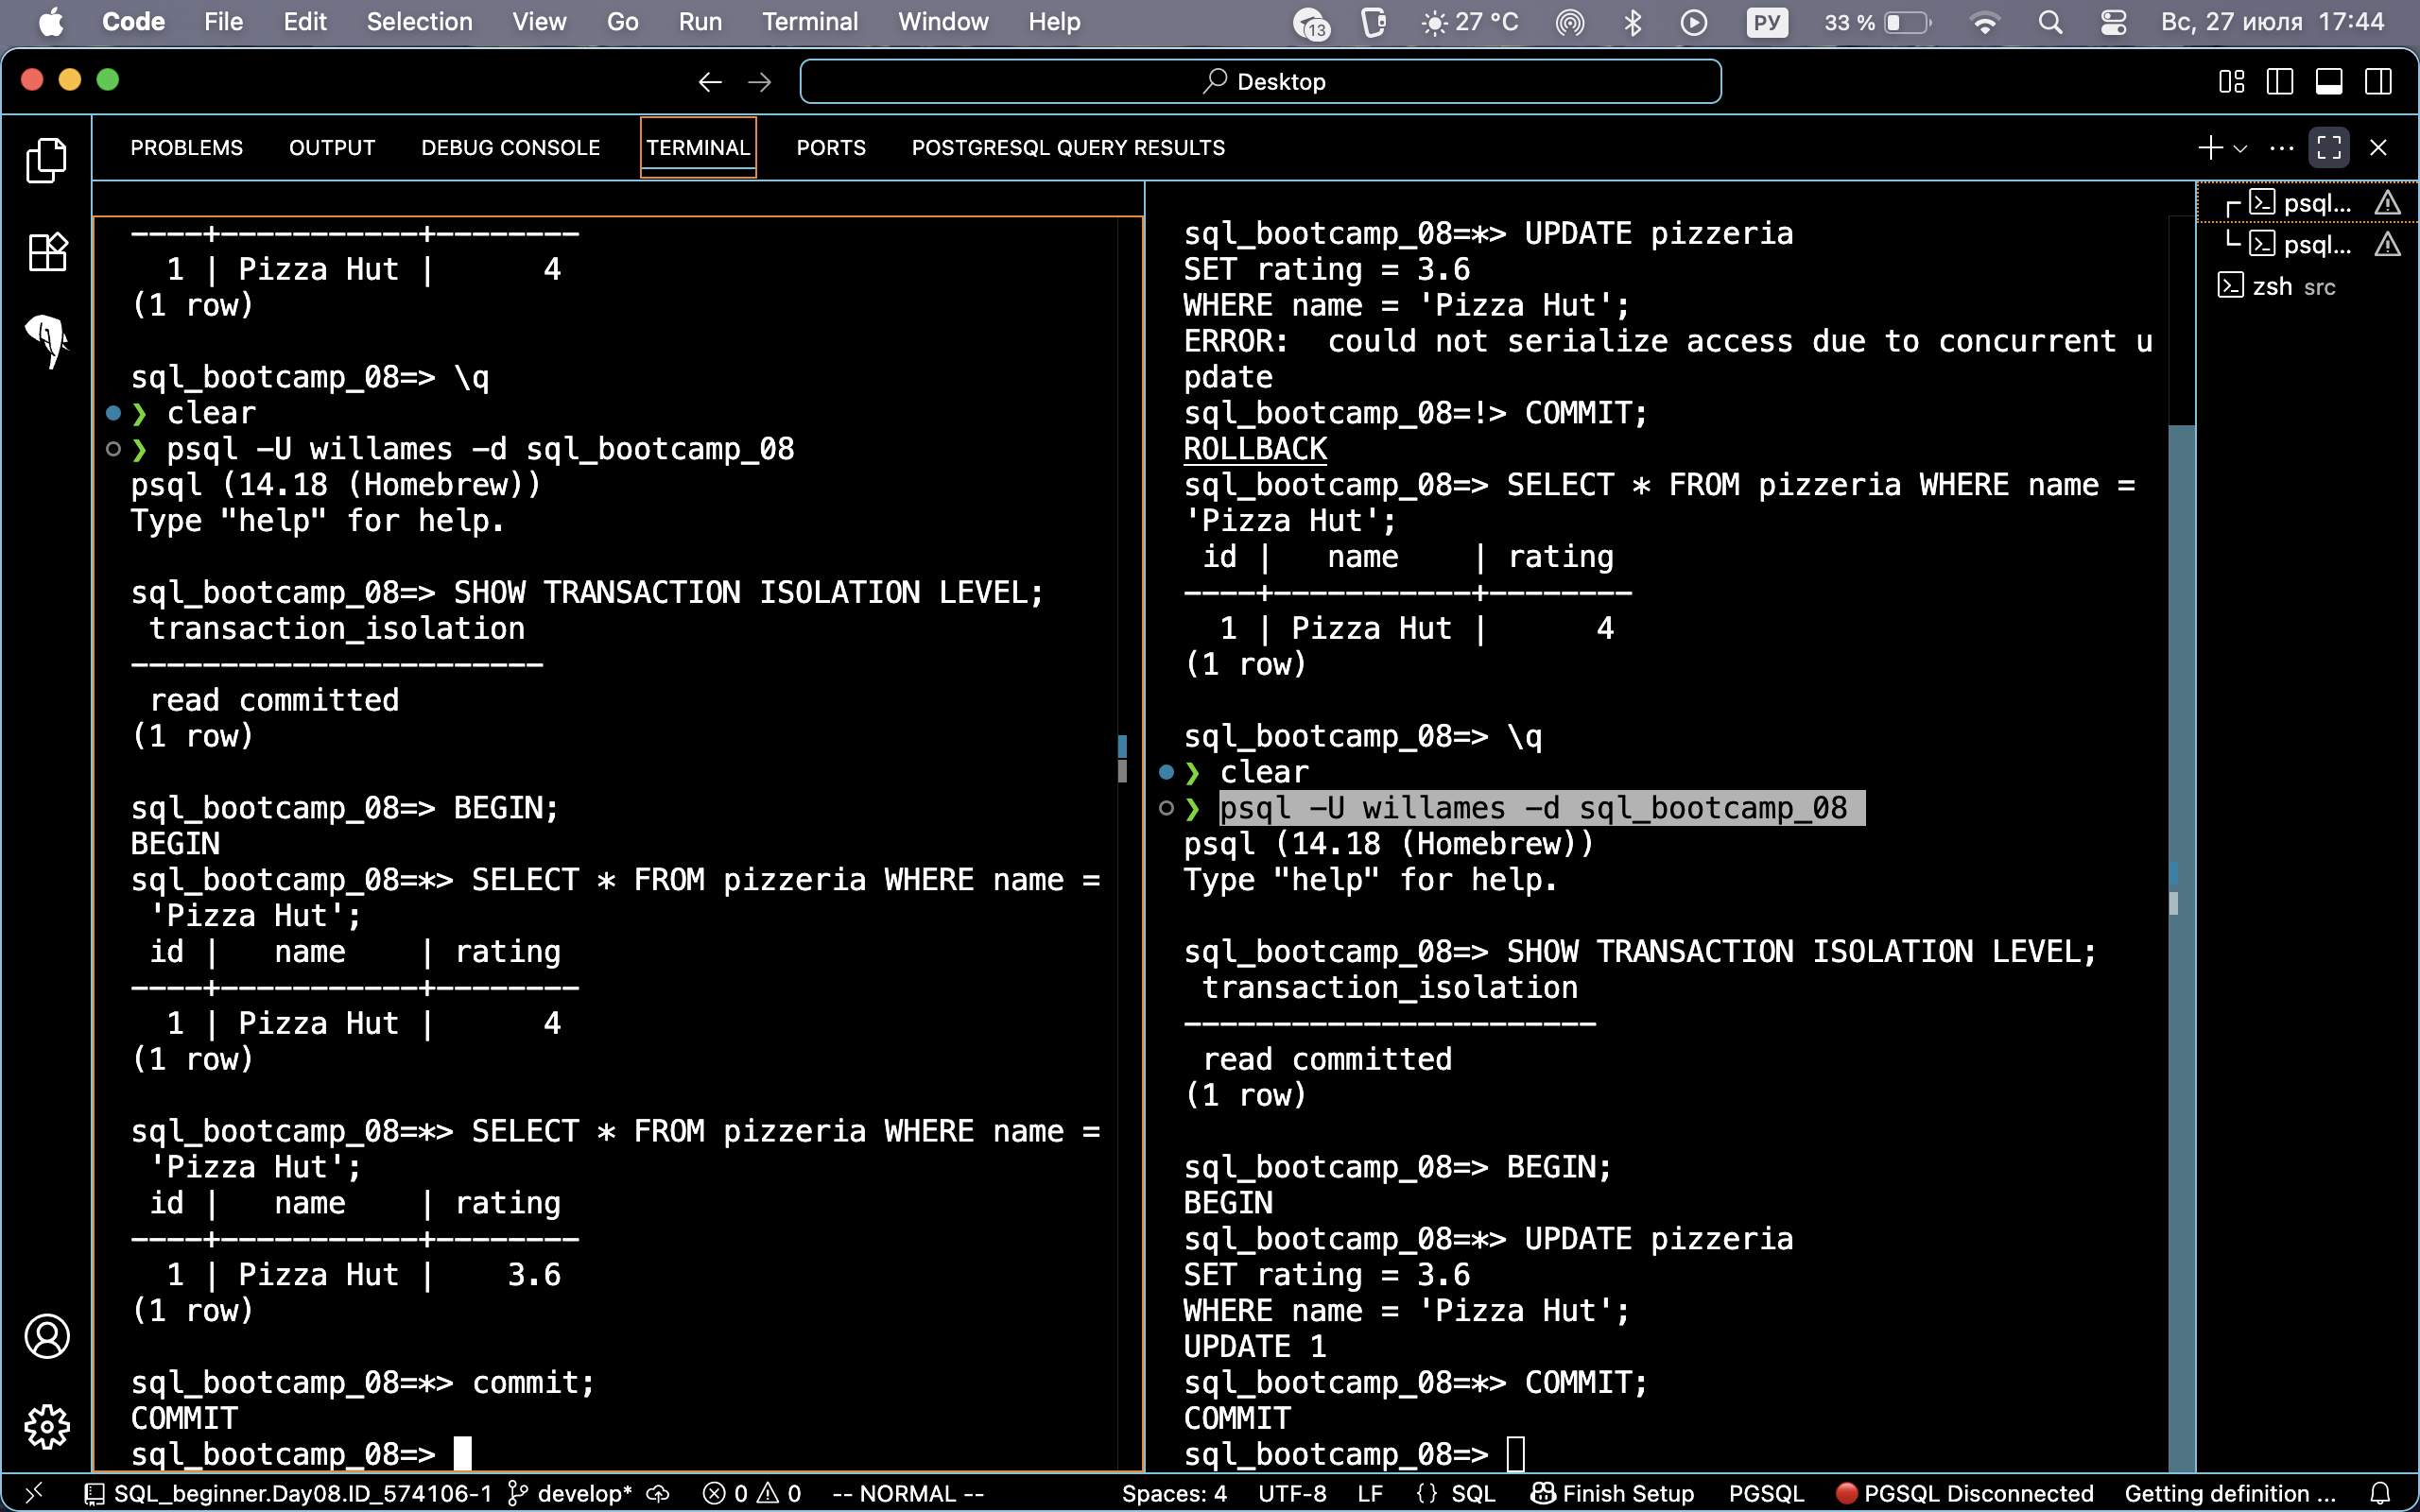 Code File Edit Selection View Go Run Terminal Window Help 13 27 °C РУ 33 % Вс, 27 июля 17:44
Desktop
PROBLEMS OUTPUT DEBUG CONSOLE TERMINAL PORTS POSTGRESQL QUERY RESULTS
----+-----------+--------
1 | Pizza Hut | 4
(1 row)
sql_bootcamp_08=> \q
❯ clear
❯ psql -U willames -d sql_bootcamp_08
psql (14.18 (Homebrew))
Type "help" for help.
sql_bootcamp_08=> SHOW TRANSACTION ISOLATION LEVEL;
transaction_isolation
-----------------------
read committed
(1 row)
sql_bootcamp_08=> BEGIN;
BEGIN
sql_bootcamp_08=*> SELECT * FROM pizzeria WHERE name =
'Pizza Hut';
id | name | rating
----+-----------+--------
1 | Pizza Hut | 4
(1 row)
sql_bootcamp_08=*> SELECT * FROM pizzeria WHERE name =
'Pizza Hut';
id | name | rating
----+-----------+--------
1 | Pizza Hut | 3.6
(1 row)
sql_bootcamp_08=*> commit;
COMMIT
sql_bootcamp_08=>
sql_bootcamp_08=*> UPDATE pizzeria
SET rating = 3.6
WHERE name = 'Pizza Hut';
ERROR:  could not serialize access due to concurrent u
pdate
sql_bootcamp_08=!> COMMIT;
ROLLBACK
sql_bootcamp_08=> SELECT * FROM pizzeria WHERE name =
'Pizza Hut';
id | name | rating
----+-----------+--------
1 | Pizza Hut | 4
(1 row)
sql_bootcamp_08=> \q
❯ clear
❯ psql -U willames -d sql_bootcamp_08
psql (14.18 (Homebrew))
Type "help" for help.
sql_bootcamp_08=> SHOW TRANSACTION ISOLATION LEVEL;
transaction_isolation
-----------------------
read committed
(1 row)
sql_bootcamp_08=> BEGIN;
BEGIN
sql_bootcamp_08=*> UPDATE pizzeria
SET rating = 3.6
WHERE name = 'Pizza Hut';
UPDATE 1
sql_bootcamp_08=*> COMMIT;
COMMIT
sql_bootcamp_08=>
psql...
psql...
zsh src
SQL_beginner.Day08.ID_574106-1 develop* 0 0 -- NORMAL -- Spaces: 4 UTF-8 LF {} SQL Finish Setup PGSQL PGSQL Disconnected Getting definition ...